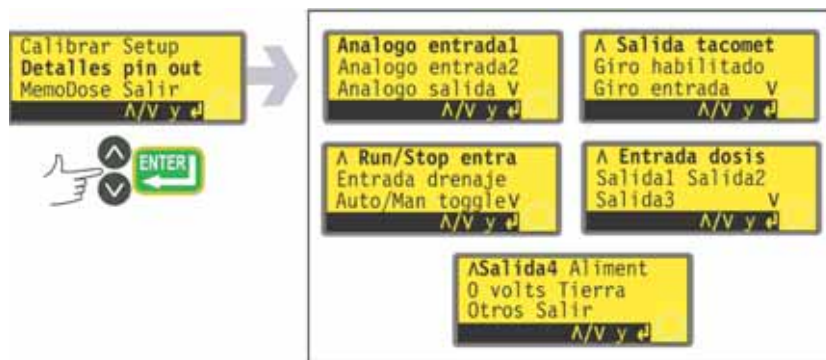 Calibrar Setup
Detalles pin out
MemoDose Salir
Λ/V y ↲
ENTER
Analogo entrada1
Analogo entrada2
Analogo salida V
Λ/V y ↲
Λ Salida tacomet
Giro habilitado
Giro entrada V
Λ/V y ↲
Λ Run/Stop entra
Entrada drenaje
Auto/Man toggleV
Λ/V y ↲
Λ Entrada dosis
Salida1 Salida2
Salida3 V
Λ/V y ↲
ΛSalida4 Aliment
0 volts Tierra
Otros Salir
Λ/V y ↲